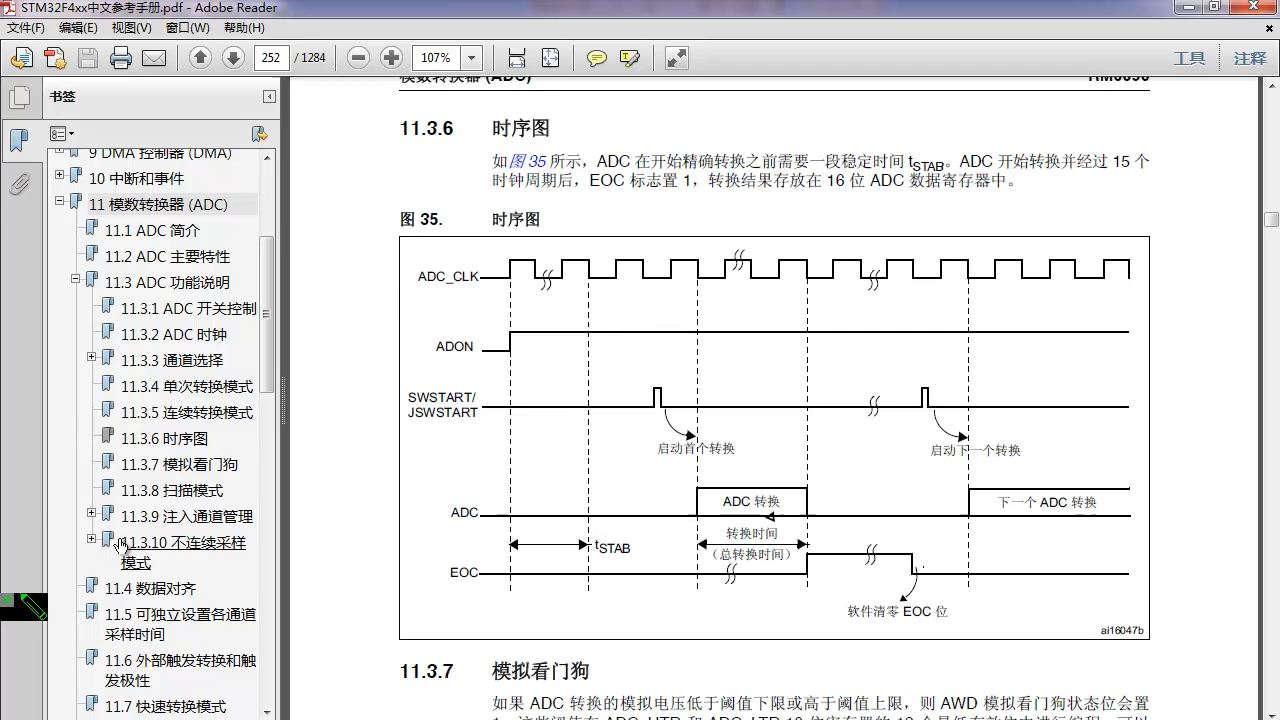 STM32F4xx中文参考手册.pdf - Adobe Reader
文件(F) 编辑(E) 视图(V) 窗口(W) 帮助(H)
252 / 1284 107% 工具 注释
书签
9 DMA 控制器 (DMA)
10 中断和事件
11 模数转换器 (ADC)
11.1 ADC 简介
11.2 ADC 主要特性
11.3 ADC 功能说明
11.3.1 ADC 开关控制
11.3.2 ADC 时钟
11.3.3 通道选择
11.3.4 单次转换模式
11.3.5 连续转换模式
11.3.6 时序图
11.3.7 模拟看门狗
11.3.8 扫描模式
11.3.9 注入通道管理
11.3.10 不连续采样
模式
11.4 数据对齐
11.5 可独立设置各通道
采样时间
11.6 外部触发转换和触
发极性
11.7 快速转换模式
模数转换器 (ADC) RM0090
11.3.6 时序图
如图 35 所示，ADC 在开始精确转换之前需要一段稳定时间 tSTAB。ADC 开始转换并经过 15 个
时钟周期后，EOC 标志置 1，转换结果存放在 16 位 ADC 数据寄存器中。
图 35. 时序图
ADC_CLK
ADON
SWSTART/
JSWSTART
启动首个转换
启动下一个转换
ADC
ADC 转换
下一个 ADC 转换
转换时间
（总转换时间）
tSTAB
EOC
软件清零 EOC 位
ai16047b
11.3.7 模拟看门狗
如果 ADC 转换的模拟电压低于阈值下限或高于阈值上限，则 AWD 模拟看门狗状态位会置